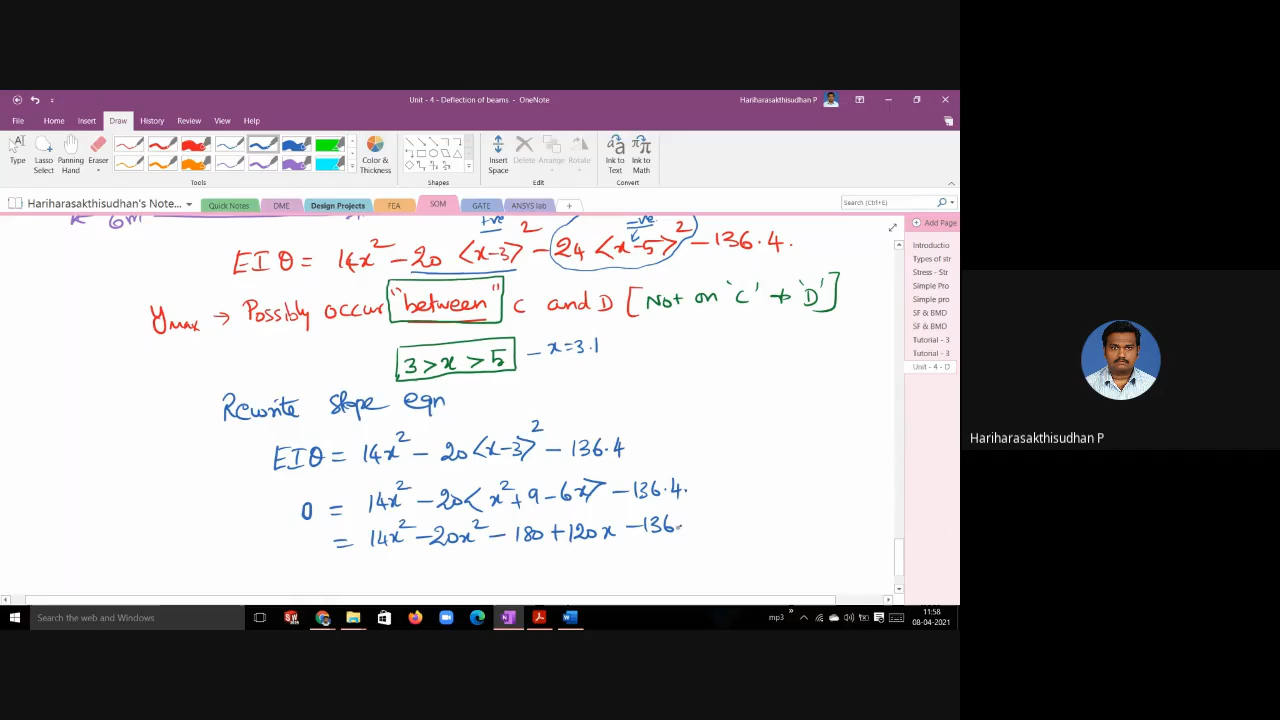 Unit - 4 - Deflection of beams - OneNote
Hariharasakthisudhan P
File Home Insert Draw History Review View Help
Type
Lasso Select
Panning Hand
Eraser
Color & Thickness
Insert Space
Delete
Arrange
Rotate
Ink to Text
Ink to Math
Tools
Shapes
Edit
Convert
Hariharasakthisudhan's Note...
Quick Notes
DME
Design Projects
FEA
SOM
GATE
ANSYS lab
+
Search (Ctrl+E)
Add Page
Introductio
Types of str
Stress - Str
Simple Pro
Simple pro
SF & BMD
SF & BMD
Tutorial - 3
Tutorial - 3
Unit - 4 - D
6m
+ve -ve
EIθ = 14x² - 20 <x-3>² - 24 <x-5>² - 136.4.
ymax → Possibly occur "between" C and D [Not on 'C' + 'D']
3 > x > 5 - x = 3.1
Rewrite slope eqn
EIθ = 14x² - 20 <x-3>² - 136.4
0 = 14x² - 20 < x² + 9 - 6x> - 136.4.
= 14x² - 20x² - 180 + 120x - 136.
Hariharasakthisudhan P
Search the web and Windows
mp3
11:58
08-04-2021